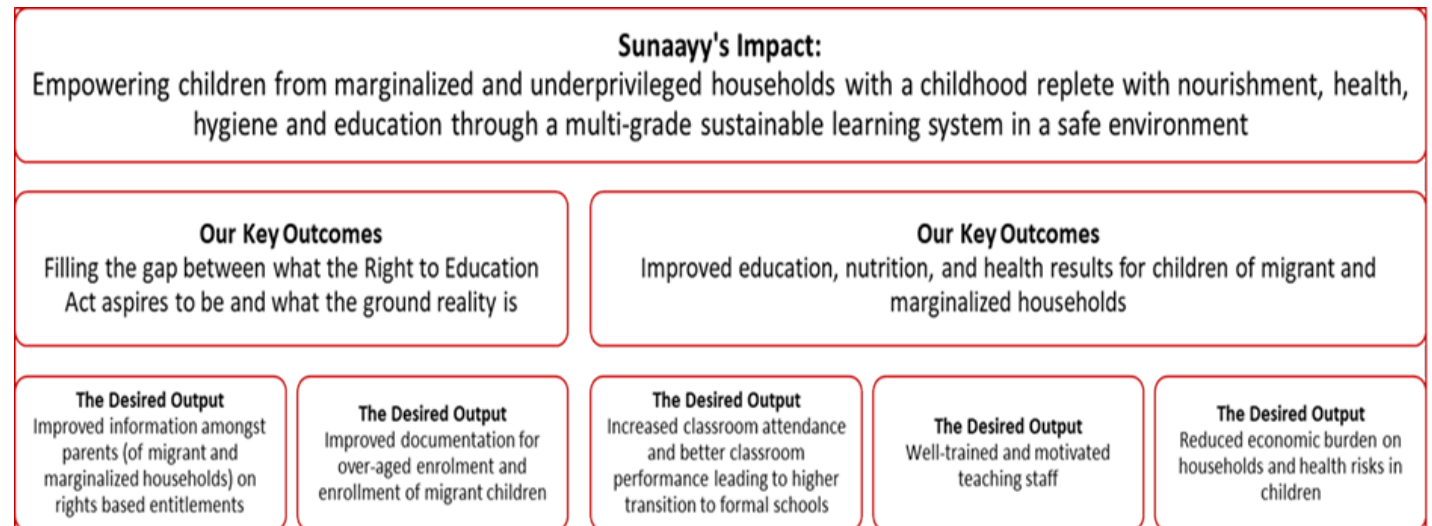 Sunaayy's Impact:
Empowering children from marginalized and underprivileged households with a childhood replete with nourishment, health,
hygiene and education through a multi-grade sustainable learning system in a safe environment
Our Key Outcomes
Filling the gap between what the Right to Education
Act aspires to be and what the ground reality is
Our Key Outcomes
Improved education, nutrition, and health results for children of migrant and
marginalized households
The Desired Output
Improved information amongst
parents (of migrant and
marginalized households) on
rights based entitlements
The Desired Output
Improved documentation for
over-aged enrolment and
enrollment of migrant children
The Desired Output
Increased classroom attendance
and better classroom
performance leading to higher
transition to formal schools
The Desired Output
Well-trained and motivated
teaching staff
The Desired Output
Reduced economic burden on
households and health risks in
children